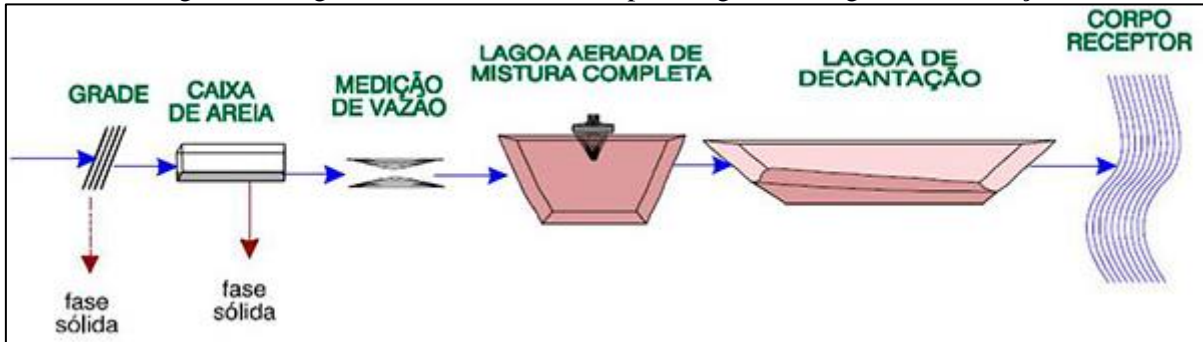 GRADE
CAIXA
DE AREIA
MEDIÇÃO
DE VAZÃO
LAGOA AERADA DE
MISTURA COMPLETA
LAGOA DE
DECANTAÇÃO
CORPO
RECEPTOR
fase
sólida
fase
sólida